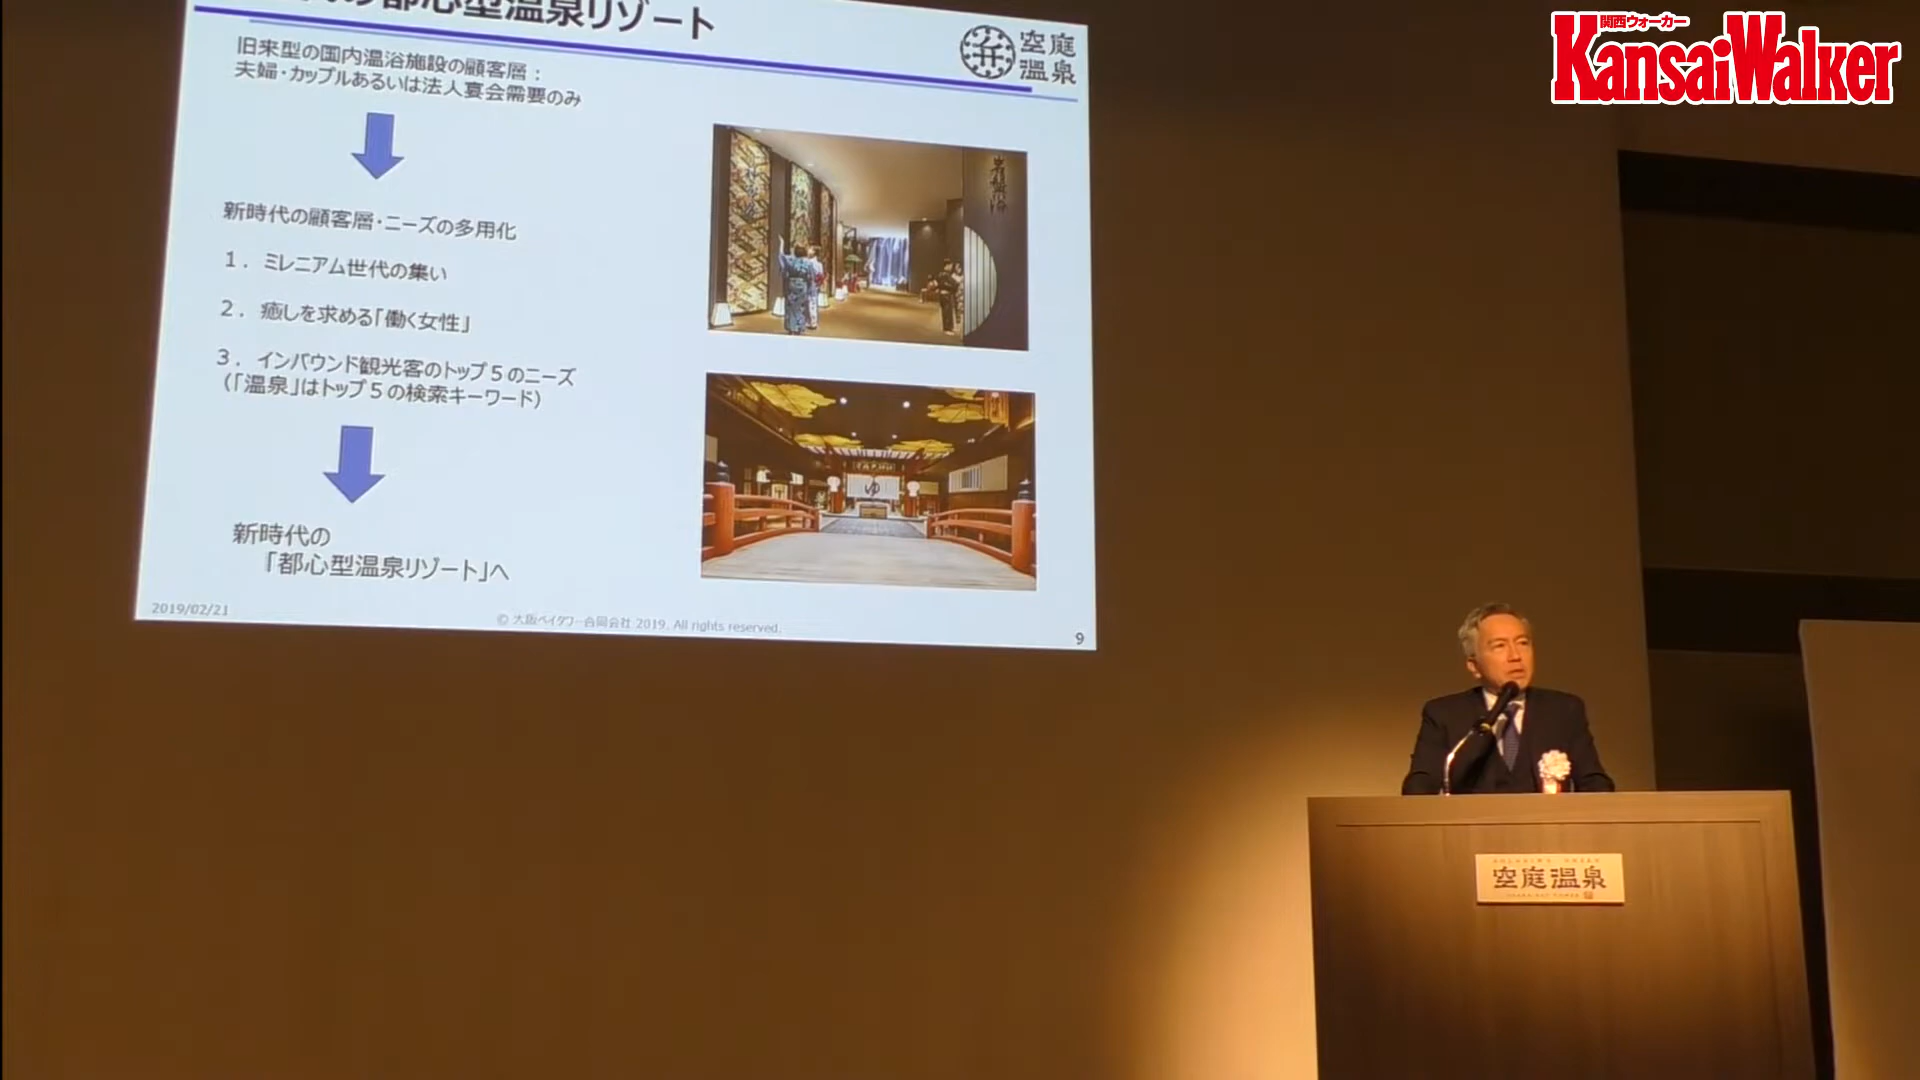 都心型温泉リゾート
空庭
温泉
関西ウォーカー
KansaiWalker
旧来型の国内温浴施設の顧客層：
夫婦・カップルあるいは法人宴会需要のみ
新時代の顧客層・ニーズの多用化
１．ミレニアム世代の集い
２．癒しを求める「働く女性」
３．インバウンド観光客のトップ５のニーズ
（「温泉」はトップ５の検索キーワード）
ゆ
新時代の
「都心型温泉リゾート」へ
2019/02/21
© 大阪ベイタワー合同会社 2019. All rights reserved.
9
空庭温泉